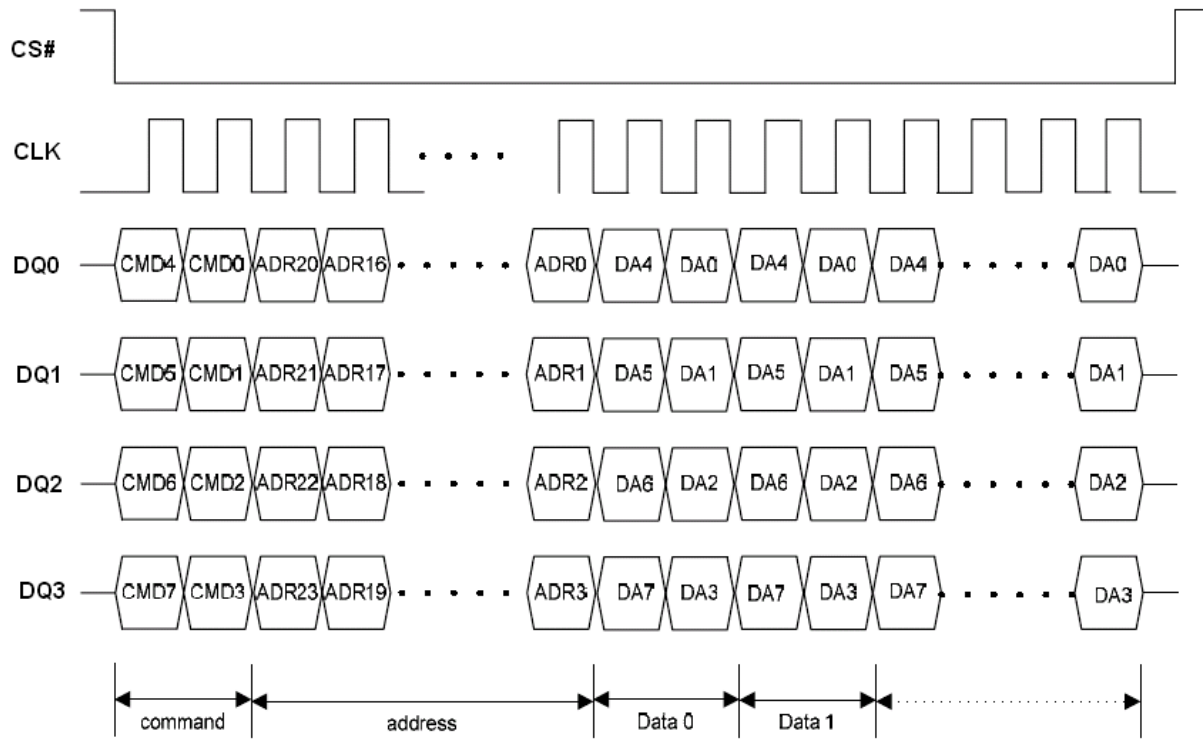 CS#
CLK
DQ0 CMD4 CMD0 ADR20 ADR16 ADR0 DA4 DA0 DA4 DA0 DA4 DA0
DQ1 CMD5 CMD1 ADR21 ADR17 ADR1 DA5 DA1 DA5 DA1 DA5 DA1
DQ2 CMD6 CMD2 ADR22 ADR18 ADR2 DA6 DA2 DA6 DA2 DA6 DA2
DQ3 CMD7 CMD3 ADR23 ADR19 ADR3 DA7 DA3 DA7 DA3 DA7 DA3
command address Data 0 Data 1